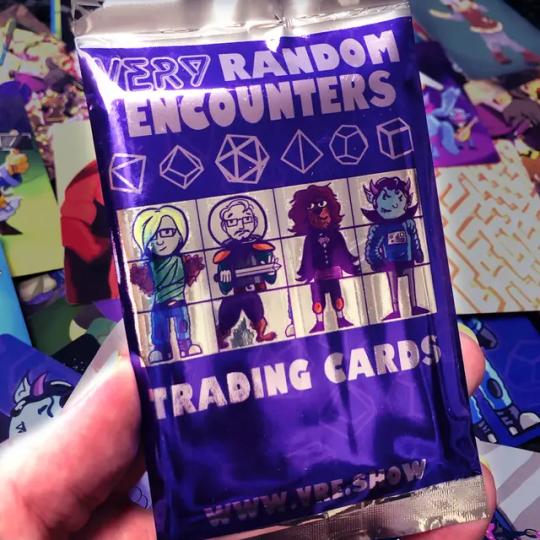 VERY RANDOM
ENCOUNTERS
TRADING CARDS
WWW.VRE.SHOW